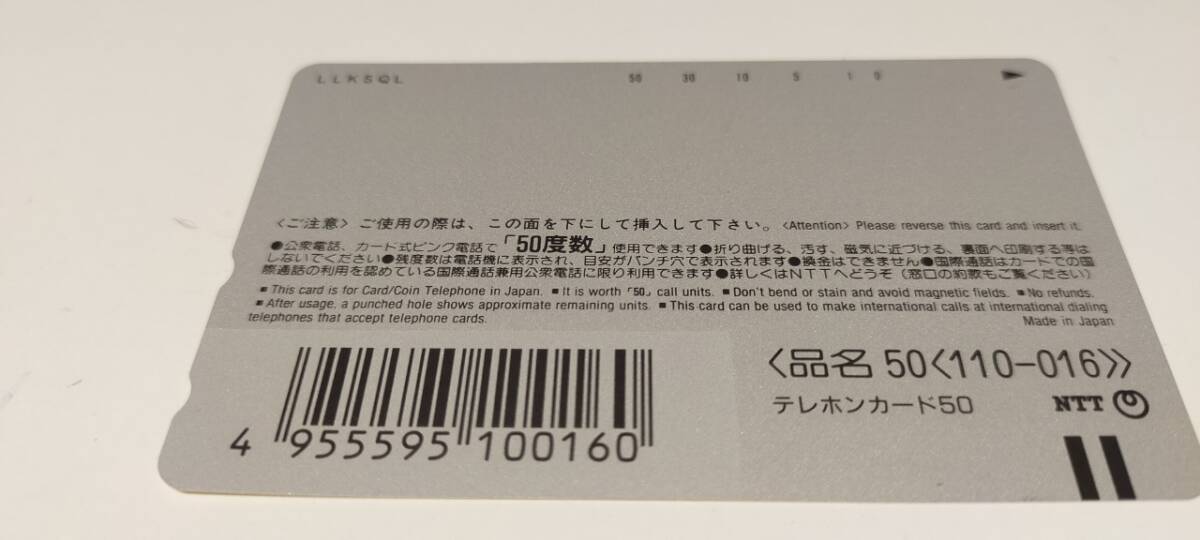 LLKSQL 50 30 10 5 1 0
〈ご注意〉ご使用の際は、この面を下にして挿入して下さい。〈Attention〉Please reverse this card and insert it.
●公衆電話、カード式ピンク電話で「50度数」使用できます●折り曲げる、汚す、磁気に近づける、裏面へ印刷する等は
しないでください●残度数は電話機に表示され、目安がパンチ穴で表示されます●換金はできません●国際通話はカードでの国
際通話の利用を認めている国際通話兼用公衆電話に限り利用できます●詳しくはNTTへどうぞ(窓口の約款もご覧ください)
■This card is for Card/Coin Telephone in Japan. ■It is worth「50」call units. ■Don't bend or stain and avoid magnetic fields. ■No refunds.
■After usage, a punched hole shows approximate remaining units. ■This card can be used to make international calls at international dialing
telephones that accept telephone cards.
Made in Japan
〈品名 50〈110-016〉〉
テレホンカード50 NTT
4 955595 100160